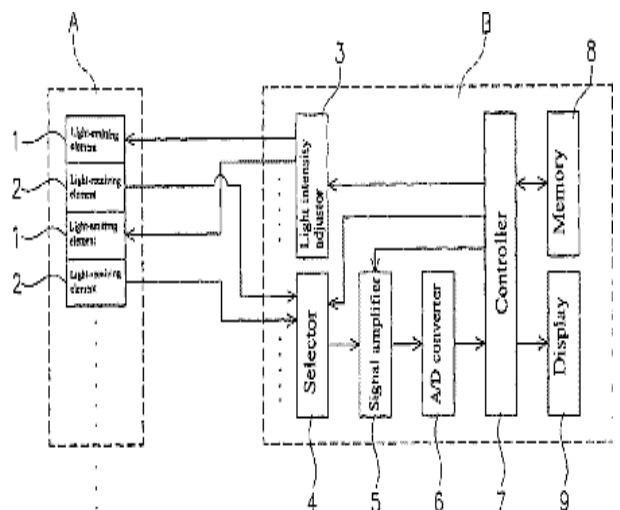 A
B
3
8
1
Light-emitting
element
2
Light-receiving
element
1
Light-emitting
element
2
Light-receiving
element
Light intensity
adjustor
Controller
Memory
Selector
Signal amplifier
A/D converter
Display
4
5
6
7
9